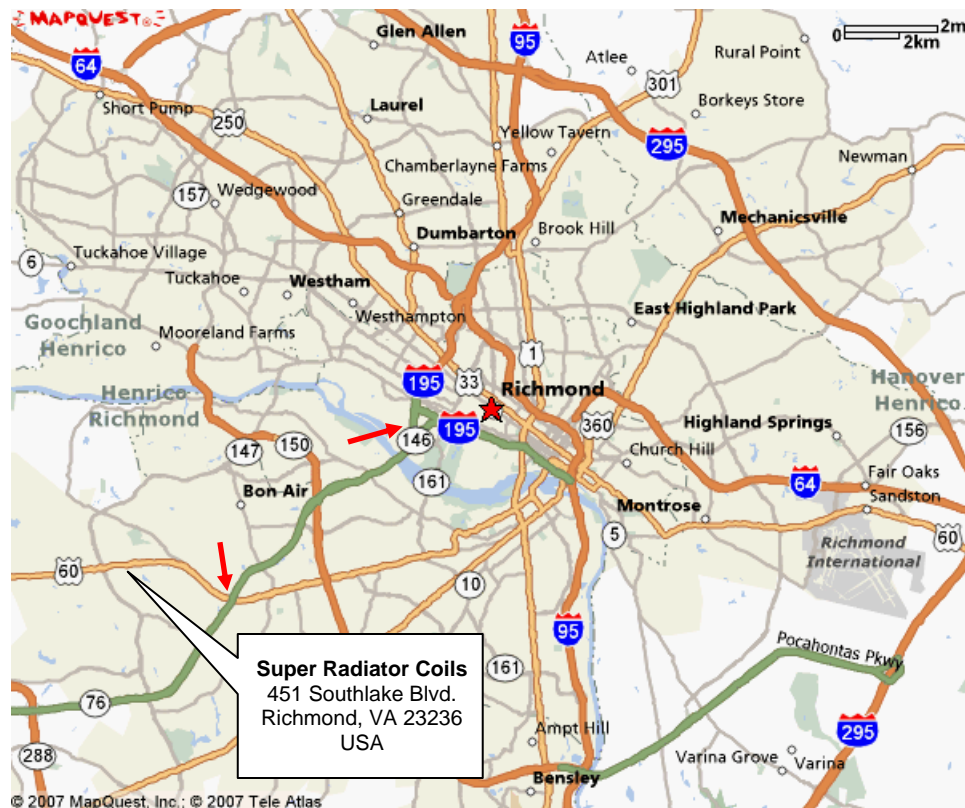 MAPQUEST®
0 2m
2km
Glen Allen
95
Atlee
Rural Point
64
301
Short Pump
Laurel
Borkeys Store
250
Yellow Tavern
295
Chamberlayne Farms
Newman
157
Wedgewood
Greendale
Mechanicsville
Dumbarton
Brook Hill
6
Tuckahoe Village
Tuckahoe
Westham
Westhampton
East Highland Park
Goochland
Henrico
Mooreland Farms
1
195
33
Richmond
Hanover
Henrico
Henrico
Richmond
146
195
360
Highland Springs
156
147
150
Church Hill
161
64
Fair Oaks
Sandston
Bon Air
Montrose
5
60
Richmond
International
60
10
95
Pocahontas Pkwy
Super Radiator Coils
451 Southlake Blvd.
Richmond, VA 23236
USA
161
76
Ampt Hill
295
288
Varina Grove
Varina
Bensley
© 2007 MapQuest, Inc.; © 2007 Tele Atlas